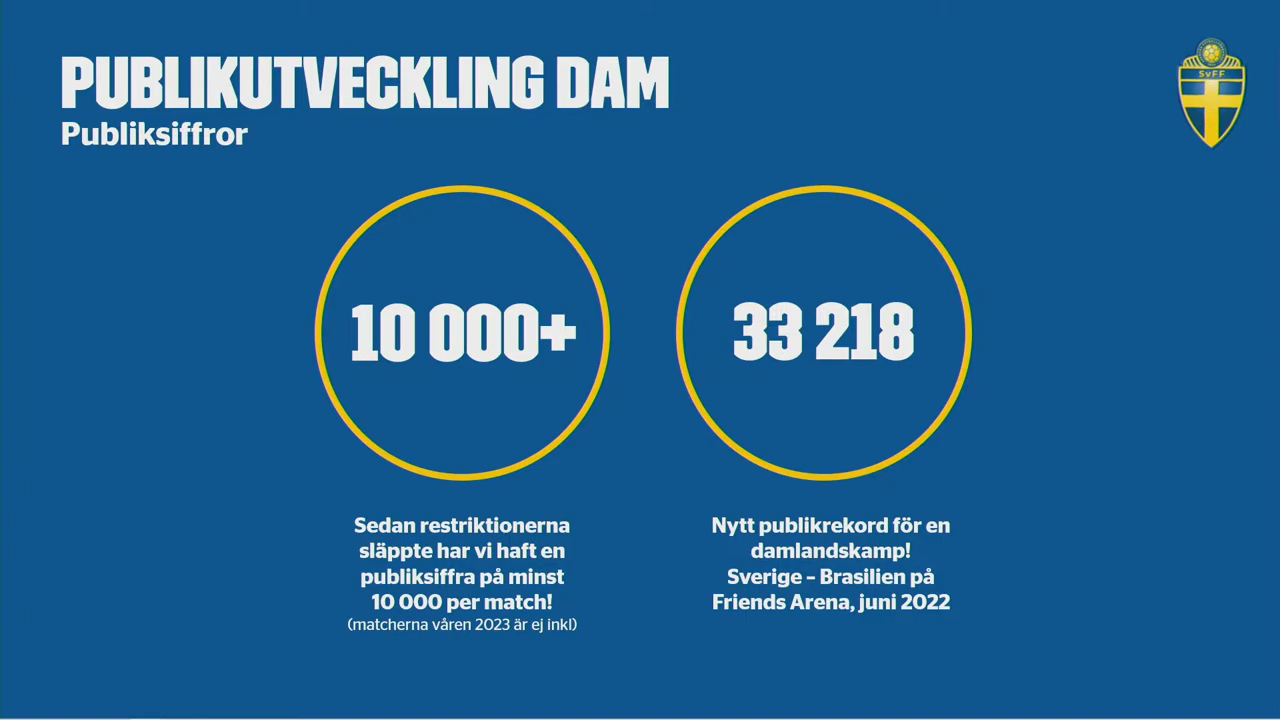 PUBLIKUTVECKLING DAM
Publiksiffror
SvFF
10 000+
33 218
Sedan restriktionerna
släppte har vi haft en
publiksiffra på minst
10 000 per match!
(matcherna våren 2023 är ej inkl)
Nytt publikrekord för en
damlandskamp!
Sverige – Brasilien på
Friends Arena, juni 2022